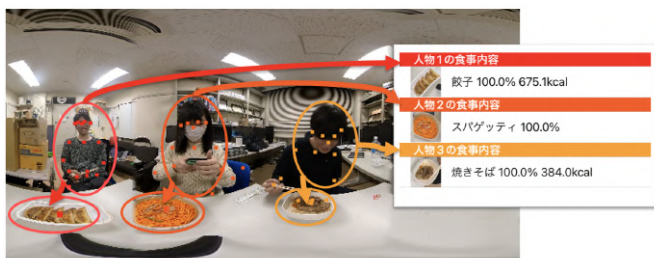 人物1の食事内容
餃子 100.0% 675.1kcal
人物2の食事内容
スパゲッティ 100.0%
人物3の食事内容
焼きそば 100.0% 384.0kcal